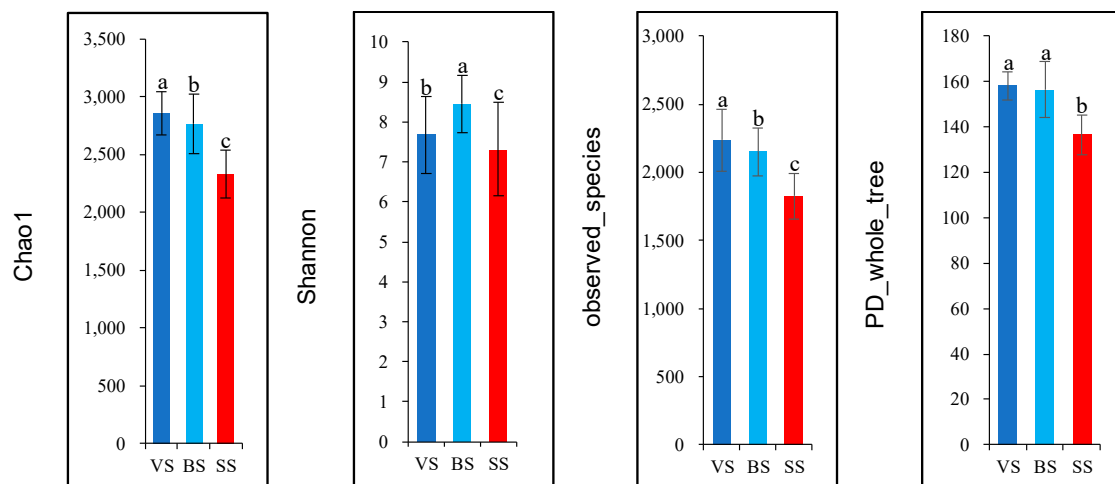 Chao1
3,500
3,000
2,500
2,000
1,500
1,000
500
0
a
b
c
VS BS SS
Shannon
10
9
8
7
6
5
4
3
2
1
0
b
a
c
VS BS SS
observed_species
3,000
2,500
2,000
1,500
1,000
500
0
a
b
c
VS BS SS
PD_whole_tree
180
160
140
120
100
80
60
40
20
0
a
a
b
VS BS SS